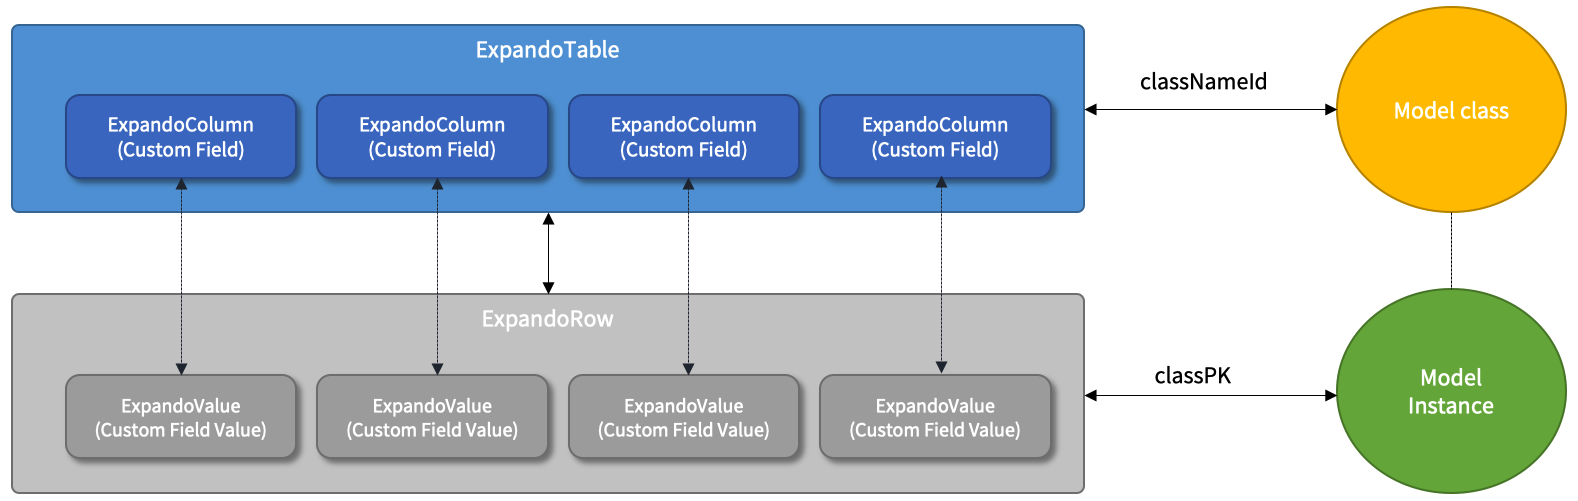 ExpandoTable
ExpandoColumn
(Custom Field)
ExpandoColumn
(Custom Field)
ExpandoColumn
(Custom Field)
ExpandoColumn
(Custom Field)
classNameId
Model class
ExpandoRow
ExpandoValue
(Custom Field Value)
ExpandoValue
(Custom Field Value)
ExpandoValue
(Custom Field Value)
ExpandoValue
(Custom Field Value)
classPK
Model
Instance